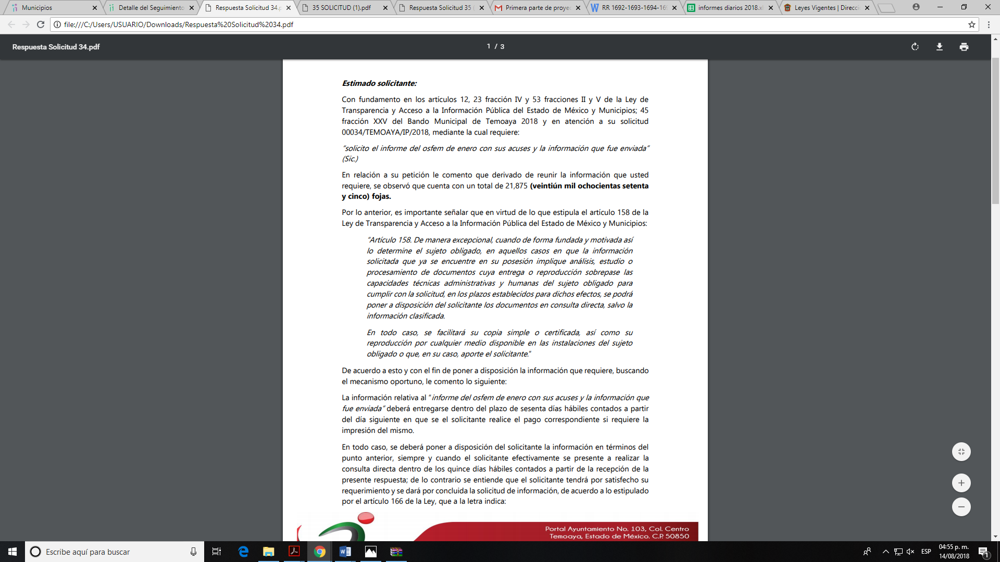 Municipios
Detalle del Seguimiento
Respuesta Solicitud 34.p
35 SOLICITUD (1).pdf
Respuesta Solicitud 35
Primera parte de proye
RR 1692-1693-1694-16
informes diarios 2018.x
Leyes Vigentes | Direcc
file:///C:/Users/USUARIO/Downloads/Respuesta%20Solicitud%2034.pdf
Respuesta Solicitud 34.pdf
1 / 3
Estimado solicitante:
Con fundamento en los artículos 12, 23 fracción IV y 53 fracciones II y V de la Ley de
Transparencia y Acceso a la Información Pública del Estado de México y Municipios; 45
fracción XXV del Bando Municipal de Temoaya 2018 y en atención a su solicitud
00034/TEMOAYA/IP/2018, mediante la cual requiere:
“solicito el informe del osfem de enero con sus acuses y la información que fue enviada”
(Sic.)
En relación a su petición le comento que derivado de reunir la información que usted
requiere, se observó que cuenta con un total de 21,875 (veintiún mil ochocientas setenta
y cinco) fojas.
Por lo anterior, es importante señalar que en virtud de lo que estipula el artículo 158 de la
Ley de Transparencia y Acceso a la Información Pública del Estado de México y Municipios:
“Artículo 158. De manera excepcional, cuando de forma fundada y motivada así
lo determine el sujeto obligado, en aquellos casos en que la información
solicitada que ya se encuentre en su posesión implique análisis, estudio o
procesamiento de documentos cuya entrega o reproducción sobrepase las
capacidades técnicas administrativas y humanas del sujeto obligado para
cumplir con la solicitud, en los plazos establecidos para dichos efectos, se podrá
poner a disposición del solicitante los documentos en consulta directa, salvo la
información clasificada.
En todo caso, se facilitará su copia simple o certificada, así como su
reproducción por cualquier medio disponible en las instalaciones del sujeto
obligado o que, en su caso, aporte el solicitante."
De acuerdo a esto y con el fin de poner a disposición la información que requiere, buscando
el mecanismo oportuno, le comento lo siguiente:
La información relativa al “informe del osfem de enero con sus acuses y la información que
fue enviada” deberá entregarse dentro del plazo de sesenta días hábiles contados a partir
del día siguiente en que se el solicitante realice el pago correspondiente si requiere la
impresión del mismo.
En todo caso, se deberá poner a disposición del solicitante la información en términos del
punto anterior, siempre y cuando el solicitante efectivamente se presente a realizar la
consulta directa dentro de los quince días hábiles contados a partir de la recepción de la
presente respuesta; de lo contrario se entiende que el solicitante tendrá por satisfecho su
requerimiento y se dará por concluida la solicitud de información, de acuerdo a lo estipulado
por el artículo 166 de la Ley, que a la letra indica:
Portal Ayuntamiento No. 103, Col. Centro
Temoaya, Estado de México. C.P. 50850
Escribe aquí para buscar
ESP
04:55 p. m.
14/08/2018
1